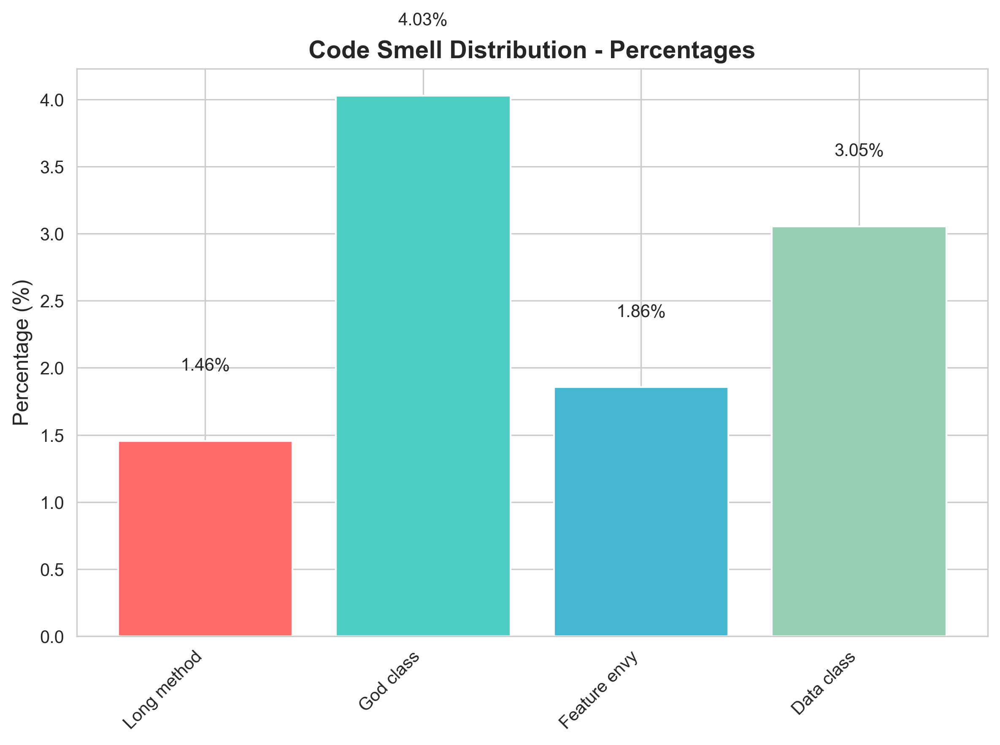 4.03%
Code Smell Distribution - Percentages
Percentage (%)
4.0
3.5
3.0
2.5
2.0
1.5
1.0
0.5
0.0
1.46%
1.86%
3.05%
Long method
God class
Feature envy
Data class